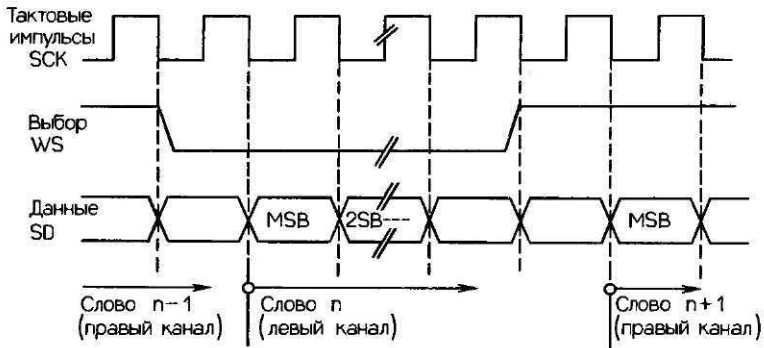 Тактовые
импульсы
SCK
Выбор
WS
Данные
SD
MSB
2SB----
MSB
Слово n-1
(правый канал)
Слово n
(левый канал)
Слово n+1
(правый канал)